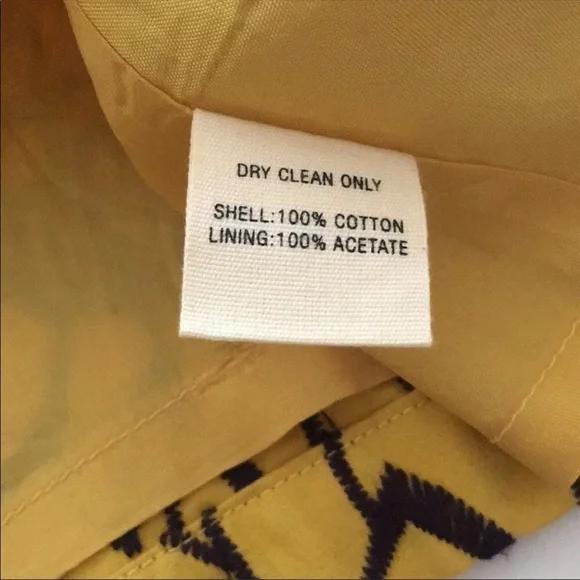 DRY CLEAN ONLY
SHELL:100% COTTON
LINING:100% ACETATE